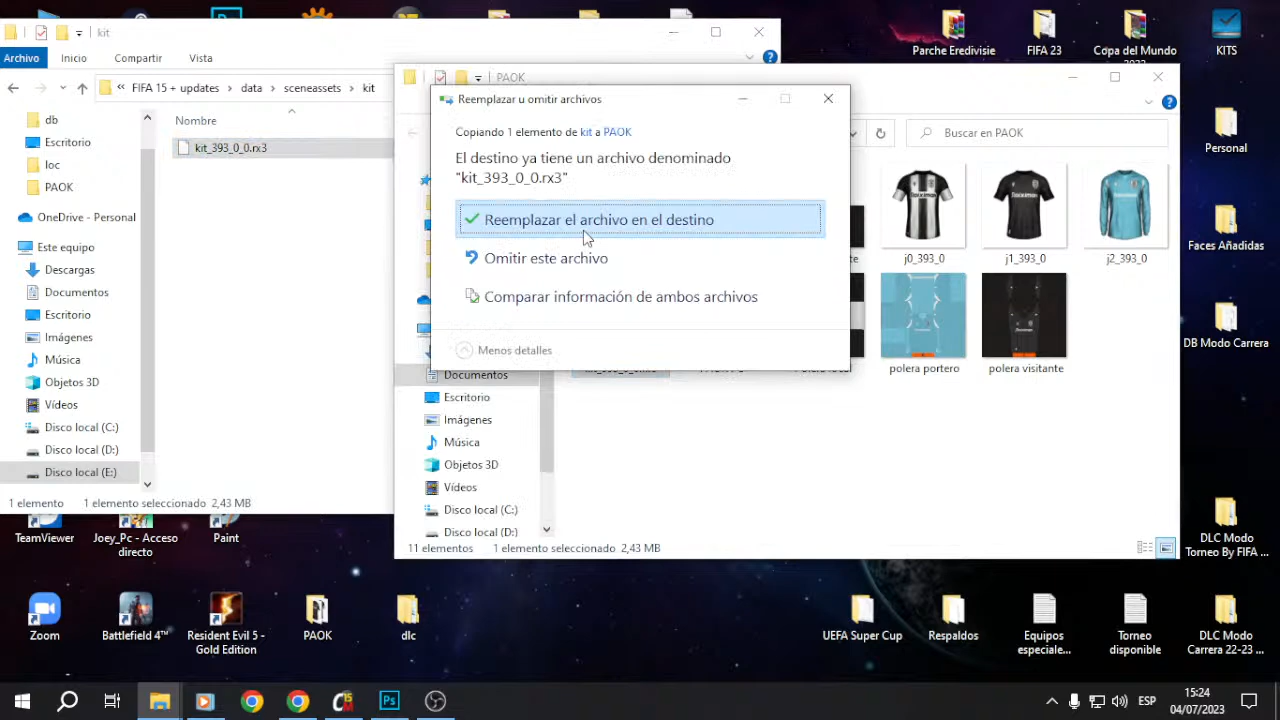 kit
Archivo
Inicio
Compartir
Vista
FIFA 15 + updates
data
sceneassets
kit
db
Escritorio
loc
PAOK
OneDrive - Personal
Este equipo
Descargas
Documentos
Escritorio
Imágenes
Música
Objetos 3D
Vídeos
Disco local (C:)
Disco local (D:)
Disco local (E:)
Nombre
kit_393_0_0.rx3
1 elemento
1 elemento seleccionado 2,43 MB
PAOK
Buscar en PAOK
Reemplazar u omitir archivos
Copiando 1 elemento de kit a PAOK
El destino ya tiene un archivo denominado
"kit_393_0_0.rx3"
Reemplazar el archivo en el destino
Omitir este archivo
Comparar información de ambos archivos
Menos detalles
j0_393_0
j1_393_0
j2_393_0
polera portero
polera visitante
Documentos
Escritorio
Imágenes
Música
Objetos 3D
Vídeos
Disco local (C:)
Disco local (D:)
11 elementos
1 elemento seleccionado 2,43 MB
Parche Eredivisie
FIFA 23
Copa del Mundo
KITS
Personal
Faces Añadidas
DB Modo Carrera
DLC Modo
Torneo By FIFA ...
TeamViewer
Joey_Pc - Acceso
directo
Paint
Zoom
Battlefield 4™
Resident Evil 5 -
Gold Edition
PAOK
dlc
UEFA Super Cup
Respaldos
Equipos
especiale...
Torneo
disponible
DLC Modo
Carrera 22-23 ...
Ps
ESP
15:24
04/07/2023